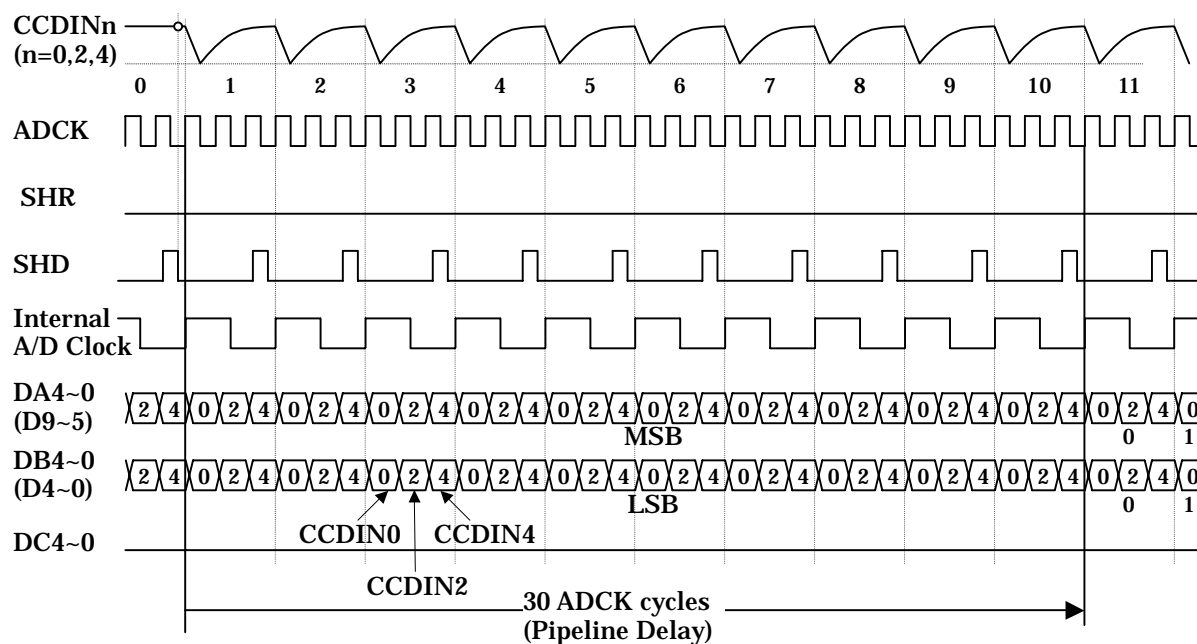 CCDINn
(n=0,2,4)
0 1 2 3 4 5 6 7 8 9 10 11
ADCK
SHR
SHD
Internal
A/D Clock
DA4~0
(D9~5)
2 4 0 2 4 0 2 4 0 2 4 0 2 4 0 2 4 0 2 4 0 2 4 0 2 4 0 2 4 0 2 4 0 2 4 0
MSB
0 1
DB4~0
(D4~0)
2 4 0 2 4 0 2 4 0 2 4 0 2 4 0 2 4 0 2 4 0 2 4 0 2 4 0 2 4 0 2 4 0 2 4 0
LSB
0 1
CCDIN0 CCDIN4
DC4~0
CCDIN2
30 ADCK cycles
(Pipeline Delay)